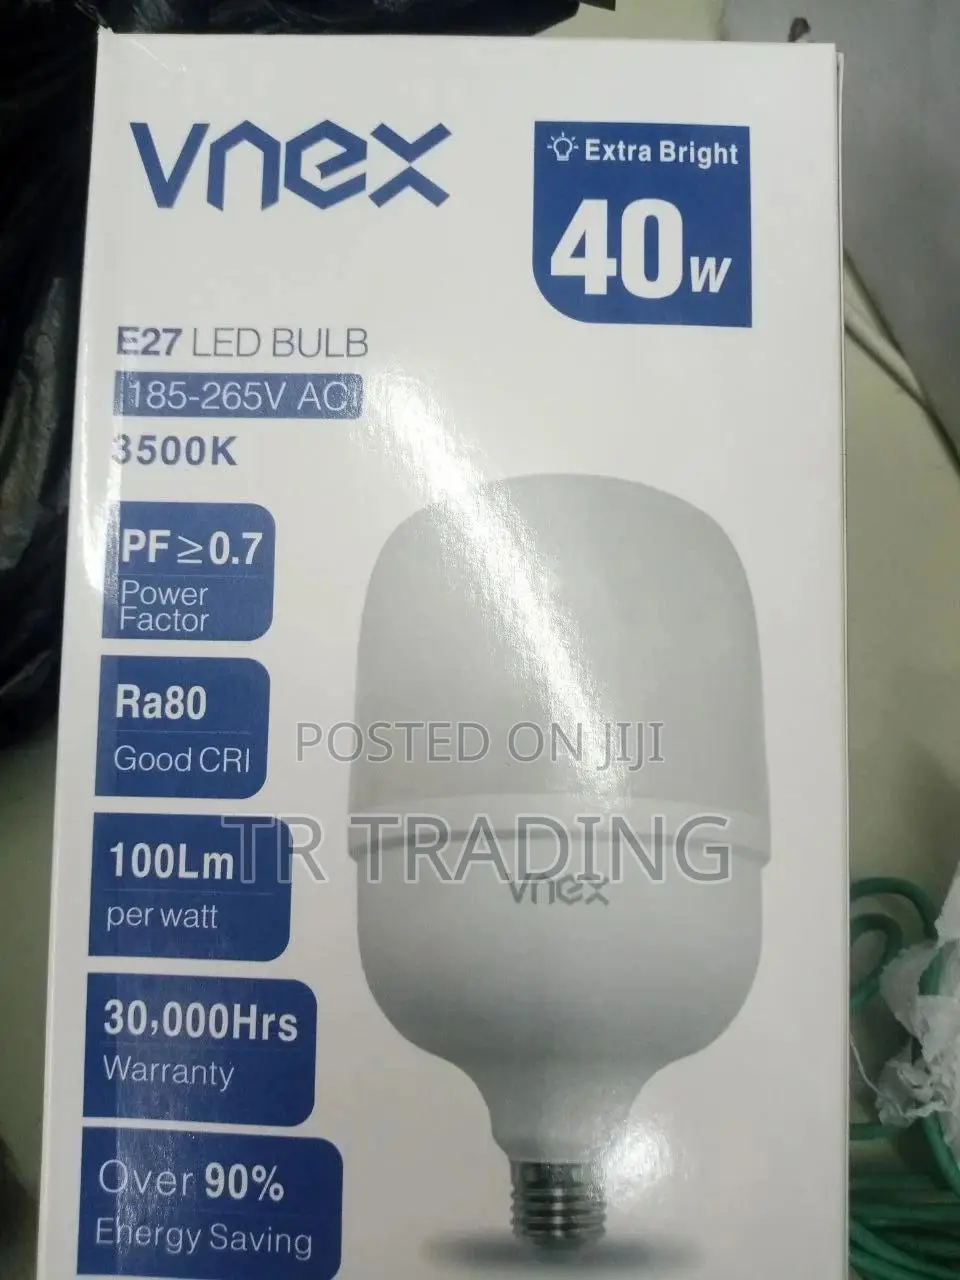 vnex
Extra Bright
40W
E27 LED BULB
185-265V AC
3500K
PF≥0.7
Power
Factor
Ra80
Good CRI
100Lm
per watt
30,000Hrs
Warranty
Over 90%
Energy Saving
vnex
POSTED ON JIJI
TR TRADING